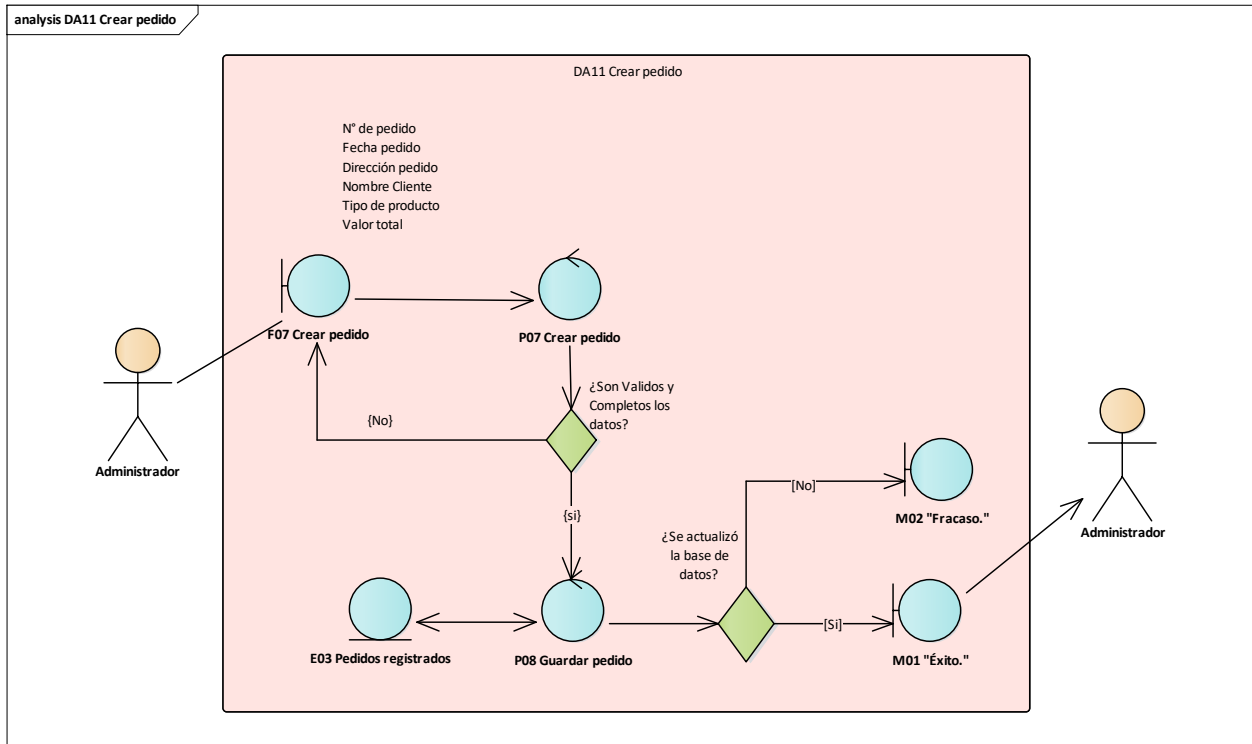 analysis DA11 Crear pedido
DA11 Crear pedido
N° de pedido
Fecha pedido
Dirección pedido
Nombre Cliente
Tipo de producto
Valor total
F07 Crear pedido
P07 Crear pedido
¿Son Validos y
Completos los
datos?
{No}
Administrador
{si}
E03 Pedidos registrados
P08 Guardar pedido
¿Se actualizó
la base de
datos?
[No]
M02 "Fracaso."
[Si]
M01 "Éxito."
Administrador